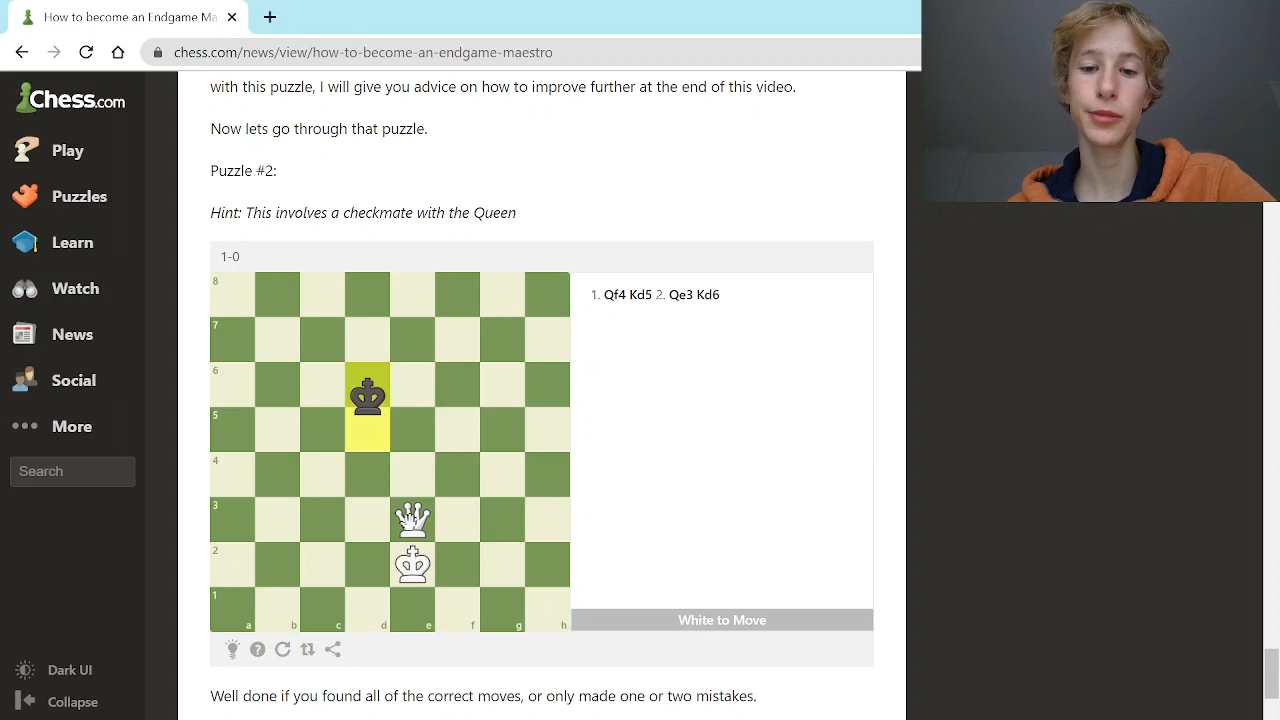 How to become an Endgame Ma
chess.com/news/view/how-to-become-an-endgame-maestro
Chess.com
Play
Puzzles
Learn
Watch
News
Social
More
Search
Dark UI
Collapse
with this puzzle, I will give you advice on how to improve further at the end of this video.
Now lets go through that puzzle.
Puzzle #2:
Hint: This involves a checkmate with the Queen
1-0
8
7
6
5
4
3
2
1
a b c d e f g h
1. Qf4 Kd5 2. Qe3 Kd6
White to Move
Well done if you found all of the correct moves, or only made one or two mistakes.